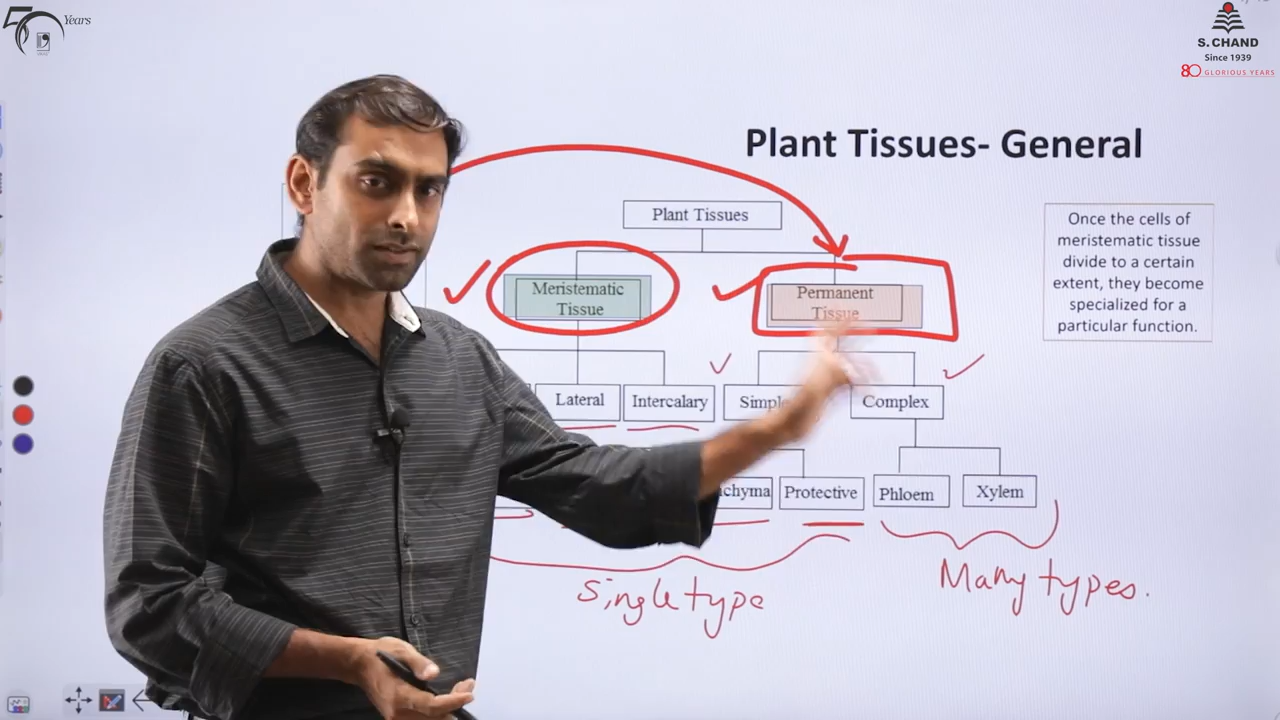 50 Years
S. CHAND
Since 1939
80 GLORIOUS YEARS
Plant Tissues- General
Plant Tissues
Once the cells of
meristematic tissue
divide to a certain
extent, they become
specialized for a
particular function.
Meristematic
Tissue
Permanent
Tissue
Lateral
Intercalary
Complex
Protective
Phloem
Xylem
Single type
Many types.